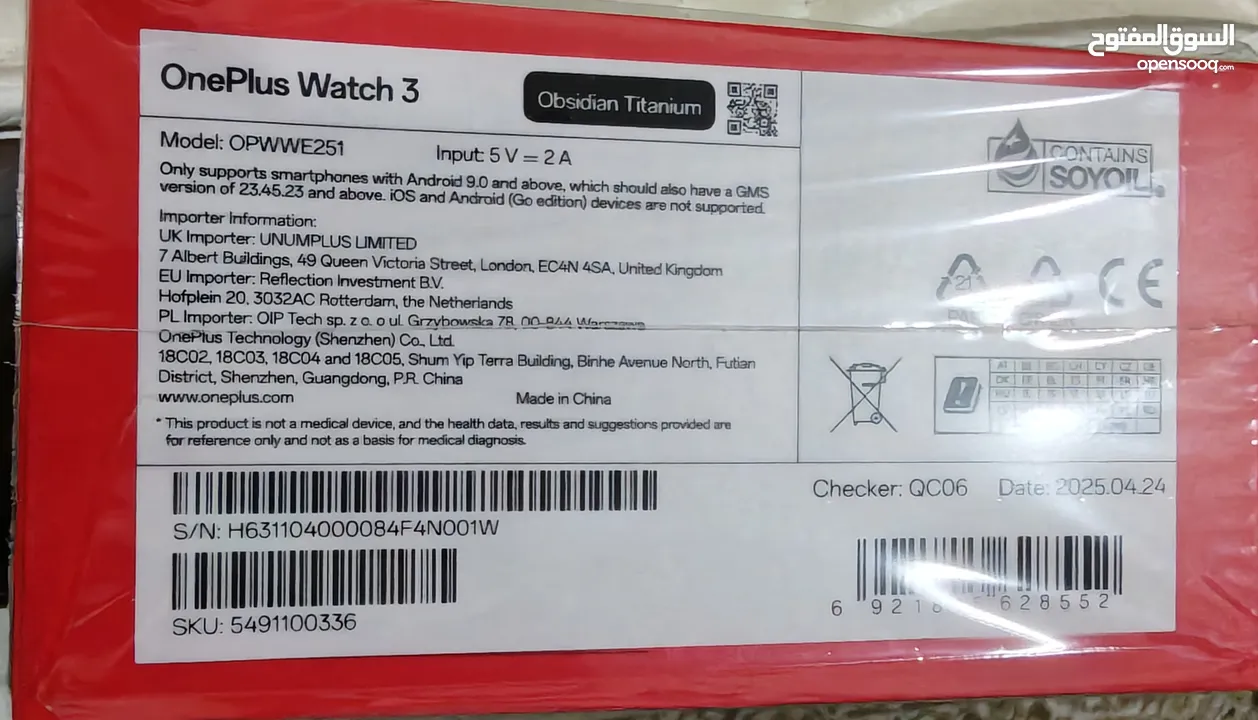 السوق المفتوح
opensooq.com
OnePlus Watch 3
Obsidian Titanium
Model: OPWWE251
Input: 5 V = 2 A
Only supports smartphones with Android 9.0 and above, which should also have a GMS
version of 23.45.23 and above. iOS and Android (Go edition) devices are not supported.
Importer Information:
UK Importer: UNUMPLUS LIMITED
7 Albert Buildings, 49 Queen Victoria Street, London, EC4N 4SA, United Kingdom
EU Importer: Reflection Investment B.V.
Hofplein 20, 3032AC Rotterdam, the Netherlands
PL Importer: OIP Tech sp. z o. o ul. Grzybowska 78, 00-844 Warszawa
OnePlus Technology (Shenzhen) Co., Ltd.
18C02, 18C03, 18C04 and 18C05, Shum Yip Terra Building, Binhe Avenue North, Futian
District, Shenzhen, Guangdong, P.R. China
www.oneplus.com
Made in China
* This product is not a medical device, and the health data, results and suggestions provided are
for reference only and not as a basis for medical diagnosis.
CONTAINS
SOYOIL
21
CE
S/N: H631104000084F4N001W
SKU: 5491100336
Checker: QC06
Date: 2025.04.24
628552